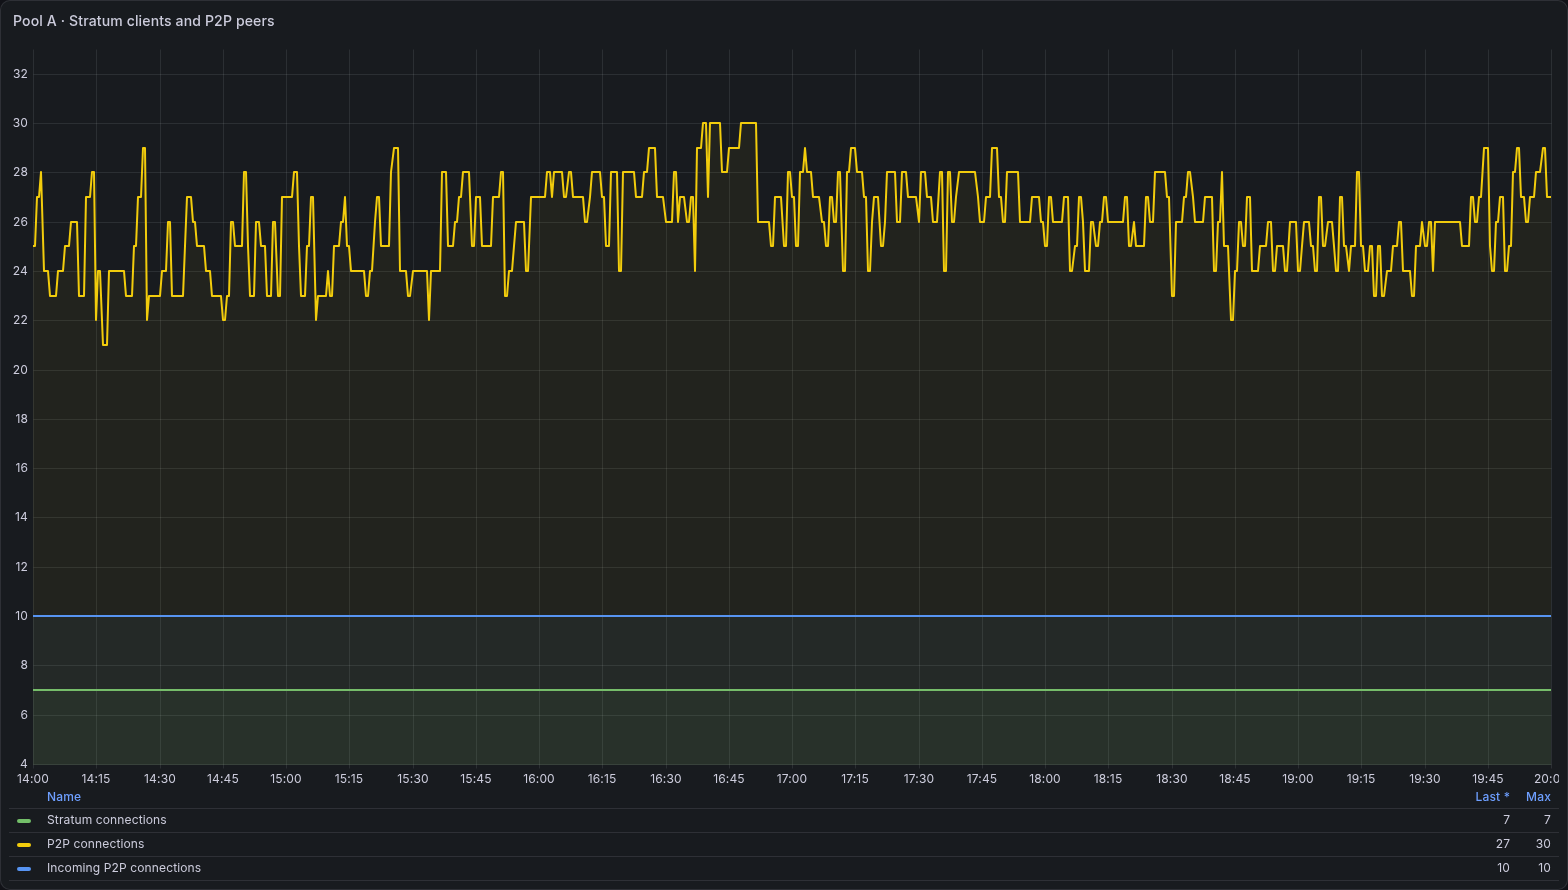 Pool A · Stratum clients and P2P peers
32
30
28
26
24
22
20
18
16
14
12
10
8
6
4
14:00 14:15 14:30 14:45 15:00 15:15 15:30 15:45 16:00 16:15 16:30 16:45 17:00 17:15 17:30 17:45 18:00 18:15 18:30 18:45 19:00 19:15 19:30 19:45 20:0
Name Last * Max
Stratum connections 7 7
P2P connections 27 30
Incoming P2P connections 10 10